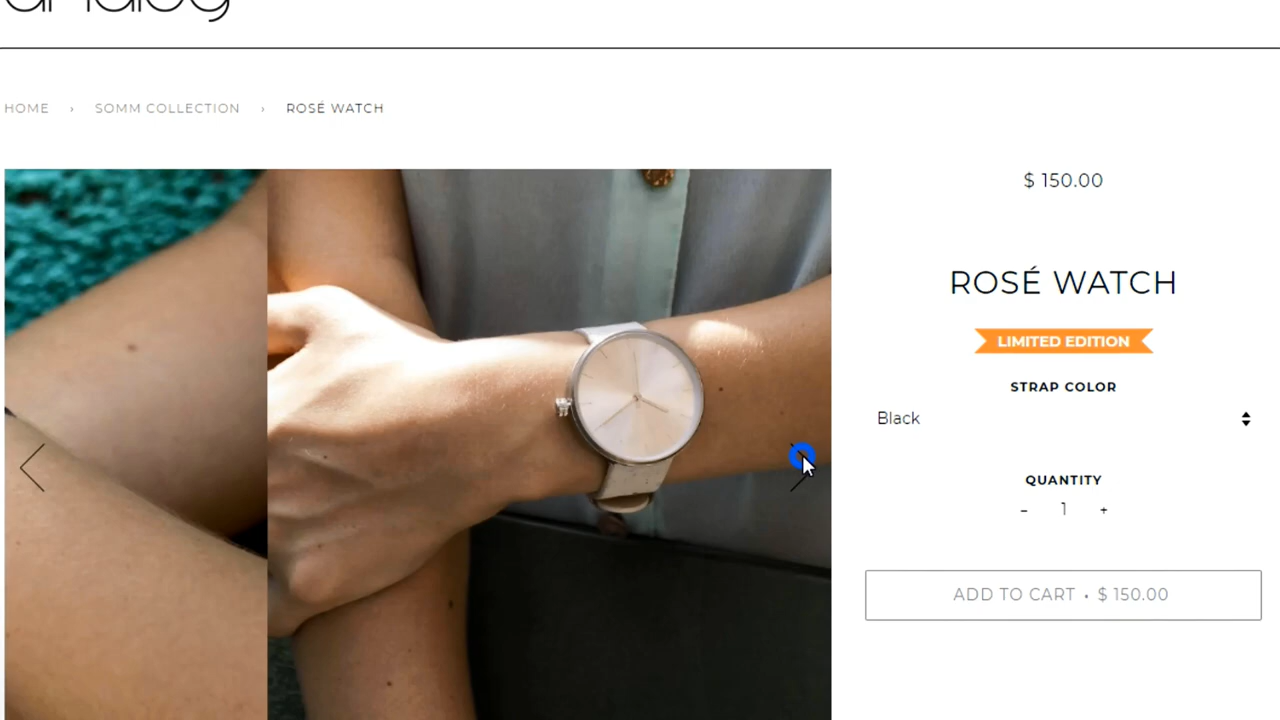 HOME › SOMM COLLECTION › ROSÉ WATCH
$ 150.00
ROSÉ WATCH
LIMITED EDITION
STRAP COLOR
Black
QUANTITY
– 1 +
ADD TO CART • $ 150.00